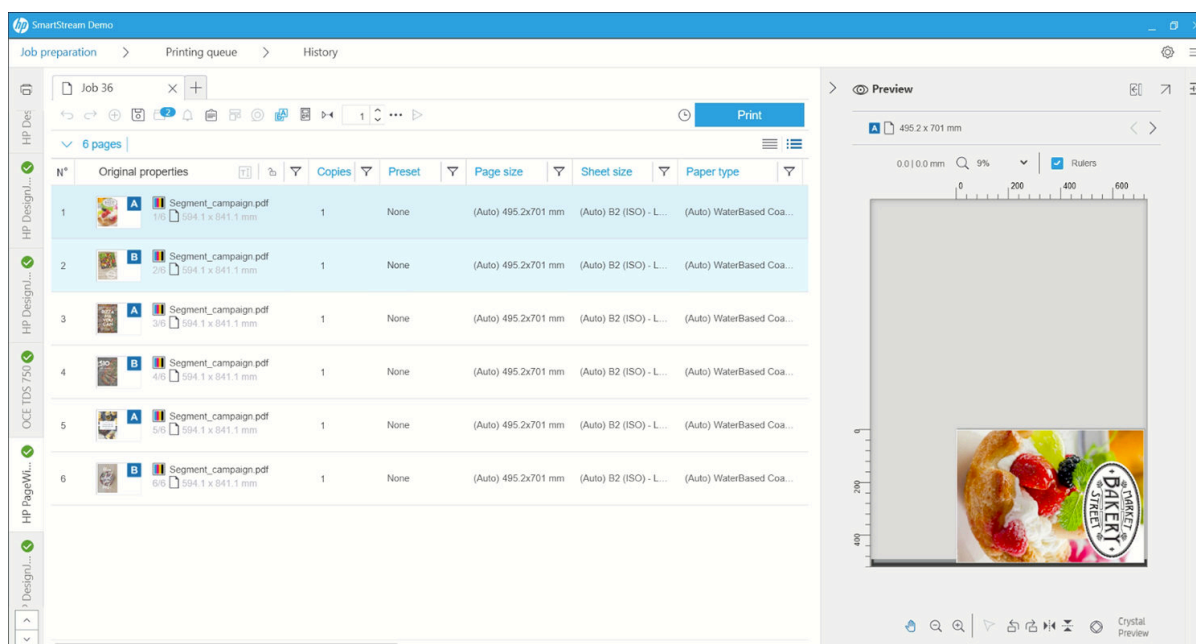 hp SmartStream Demo
Job preparation > Printing queue > History
Job 36
2 1 Print
6 pages
N° Original properties Copies Preset Page size Sheet size Paper type
1 A Segment_campaign.pdf 1 None (Auto) 495.2x701 mm (Auto) B2 (ISO) - L... (Auto) WaterBased Coa...
1/6 594.1 x 841.1 mm
2 B Segment_campaign.pdf 1 None (Auto) 495.2x701 mm (Auto) B2 (ISO) - L... (Auto) WaterBased Coa...
2/6 594.1 x 841.1 mm
3 A Segment_campaign.pdf 1 None (Auto) 495.2x701 mm (Auto) B2 (ISO) - L... (Auto) WaterBased Coa...
3/6 594.1 x 841.1 mm
4 B Segment_campaign.pdf 1 None (Auto) 495.2x701 mm (Auto) B2 (ISO) - L... (Auto) WaterBased Coa...
4/6 594.1 x 841.1 mm
5 A Segment_campaign.pdf 1 None (Auto) 495.2x701 mm (Auto) B2 (ISO) - L... (Auto) WaterBased Coa...
5/6 594.1 x 841.1 mm
6 B Segment_campaign.pdf 1 None (Auto) 495.2x701 mm (Auto) B2 (ISO) - L... (Auto) WaterBased Coa...
6/6 594.1 x 841.1 mm
HP Des
HP DesignJ...
HP DesignJ...
OCE TDS 750
HP PageWi...
DesignJ...
Preview
A 495.2 x 701 mm
0.0 | 0.0 mm 9% Rulers
0 200 400 600
0
200
400
MARKET
BAKERY
STREET
Crystal
Preview